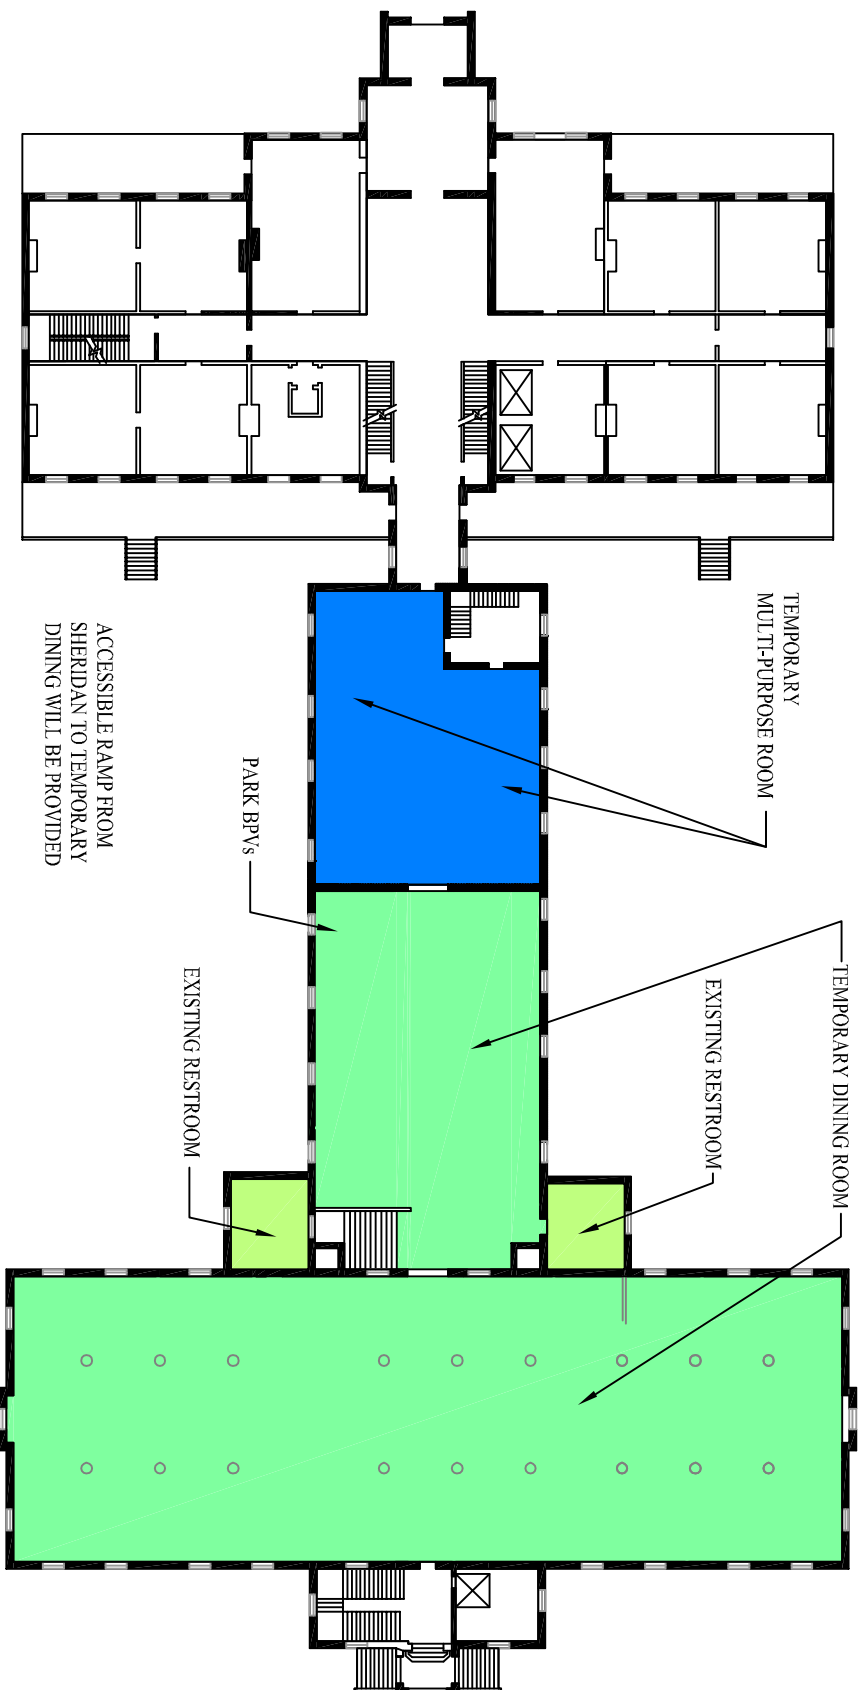 TEMPORARY
MULTI-PURPOSE ROOM
ACCESSIBLE RAMP FROM
SHERIDAN TO TEMPORARY
DINING WILL BE PROVIDED
PARK BPVs
TEMPORARY DINING ROOM
EXISTING RESTROOM
EXISTING RESTROOM